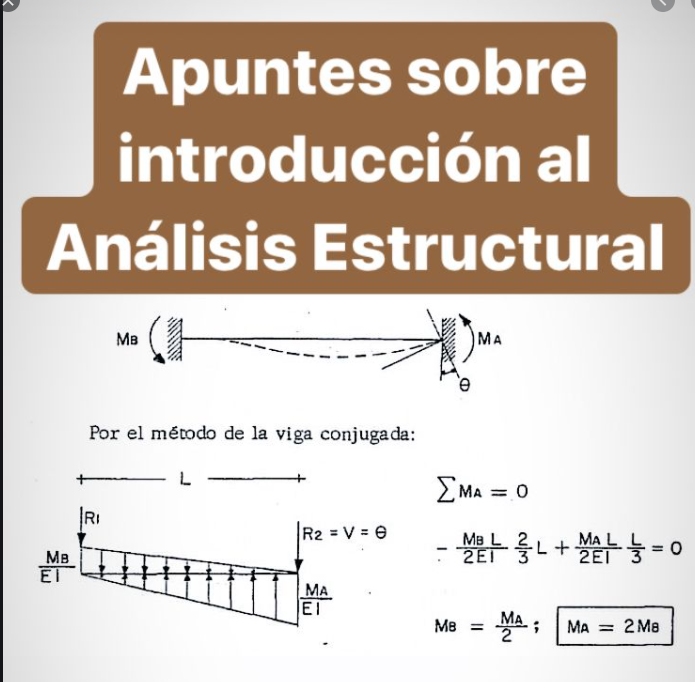 Apuntes sobre
introducción al
Análisis Estructural
MB
MA
θ
Por el método de la viga conjugada:
L
R1
R2 = V = θ
MB
EI
MA
EI
∑MA = 0
- MB L/2EI 2/3 L + MA L/2EI L/3 = 0
MB = MA/2 ; MA = 2MB